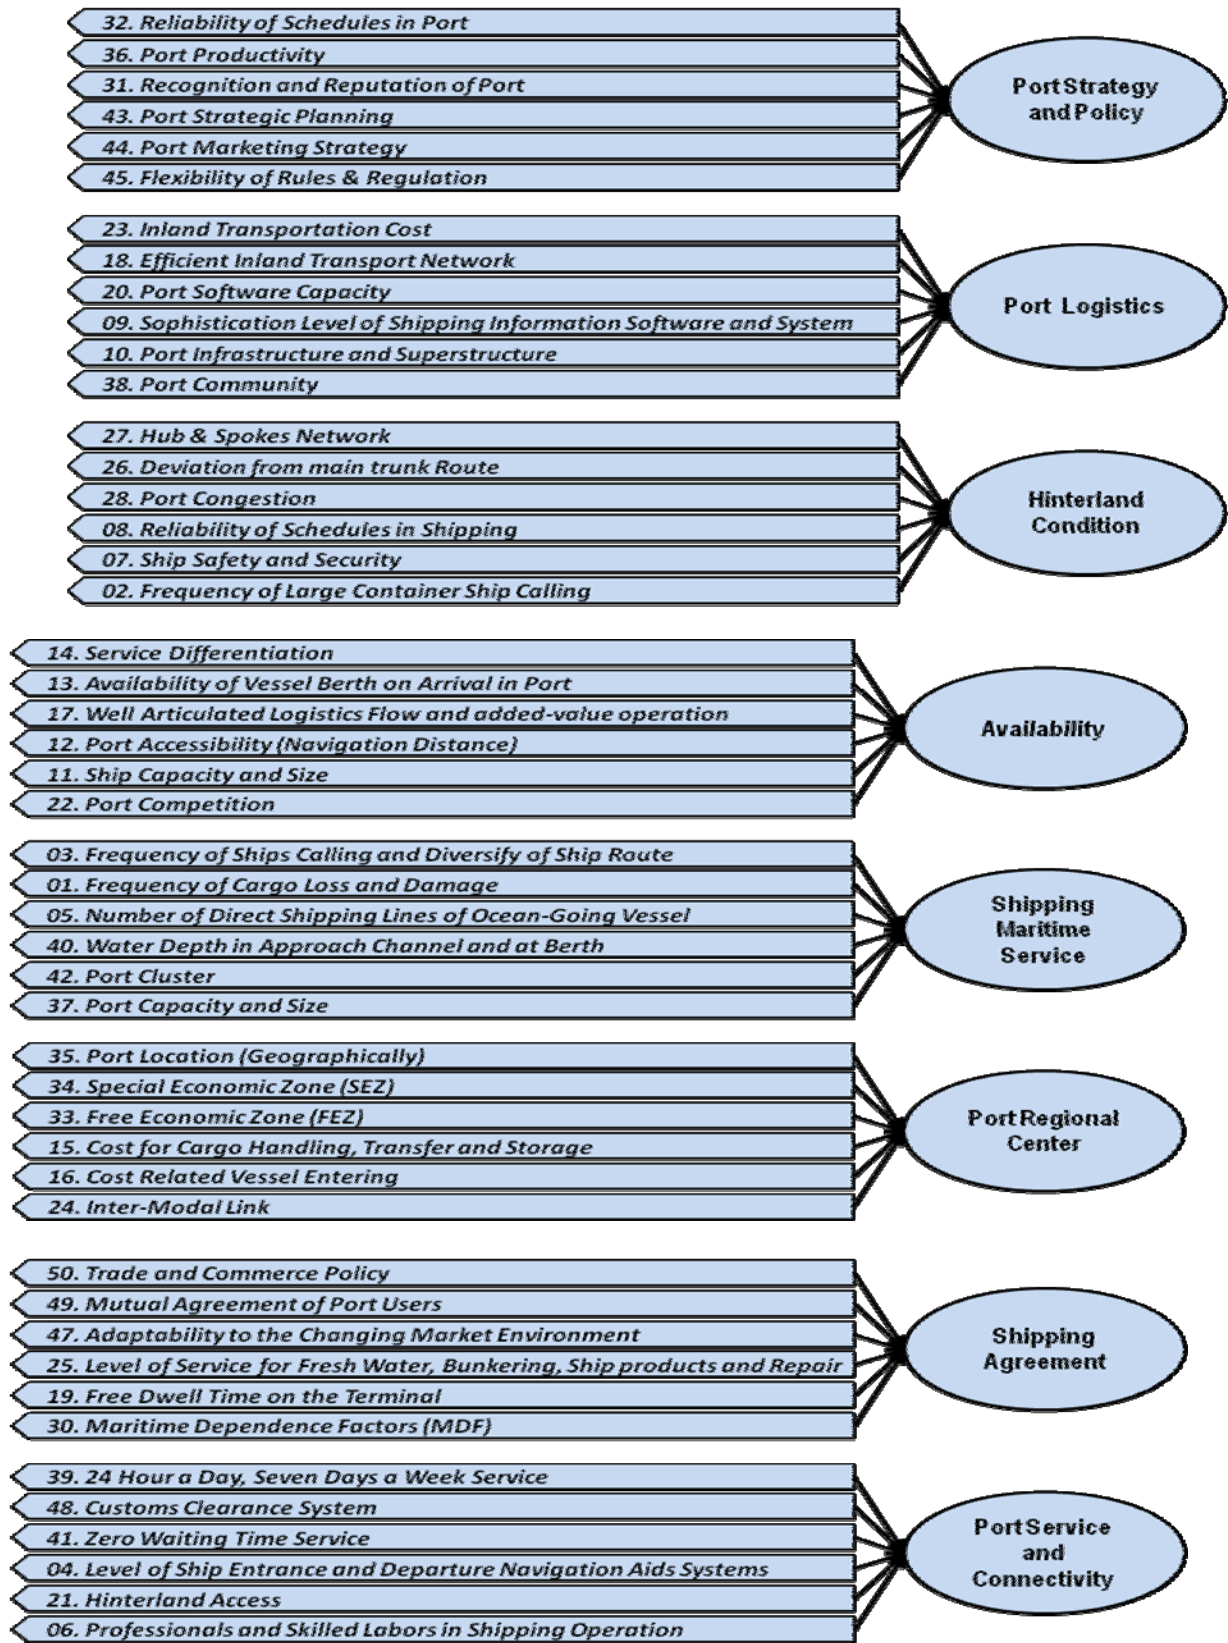 32. Reliability of Schedules in Port
36. Port Productivity
31. Recognition and Reputation of Port
43. Port Strategic Planning
44. Port Marketing Strategy
45. Flexibility of Rules & Regulation
Port Strategy
and Policy
23. Inland Transportation Cost
18. Efficient Inland Transport Network
20. Port Software Capacity
09. Sophistication Level of Shipping Information Software and System
10. Port Infrastructure and Superstructure
38. Port Community
Port Logistics
27. Hub & Spokes Network
26. Deviation from main trunk Route
28. Port Congestion
08. Reliability of Schedules in Shipping
07. Ship Safety and Security
02. Frequency of Large Container Ship Calling
Hinterland
Condition
14. Service Differentiation
13. Availability of Vessel Berth on Arrival in Port
17. Well Articulated Logistics Flow and added-value operation
12. Port Accessibility (Navigation Distance)
11. Ship Capacity and Size
22. Port Competition
Availability
03. Frequency of Ships Calling and Diversify of Ship Route
01. Frequency of Cargo Loss and Damage
05. Number of Direct Shipping Lines of Ocean-Going Vessel
40. Water Depth in Approach Channel and at Berth
42. Port Cluster
37. Port Capacity and Size
Shipping
Maritime
Service
35. Port Location (Geographically)
34. Special Economic Zone (SEZ)
33. Free Economic Zone (FEZ)
15. Cost for Cargo Handling, Transfer and Storage
16. Cost Related Vessel Entering
24. Inter-Modal Link
Port Regional
Center
50. Trade and Commerce Policy
49. Mutual Agreement of Port Users
47. Adaptability to the Changing Market Environment
25. Level of Service for Fresh Water, Bunkering, Ship products and Repair
19. Free Dwell Time on the Terminal
30. Maritime Dependence Factors (MDF)
Shipping
Agreement
39. 24 Hour a Day, Seven Days a Week Service
48. Customs Clearance System
41. Zero Waiting Time Service
04. Level of Ship Entrance and Departure Navigation Aids Systems
21. Hinterland Access
06. Professionals and Skilled Labors in Shipping Operation
Port Service
and
Connectivity